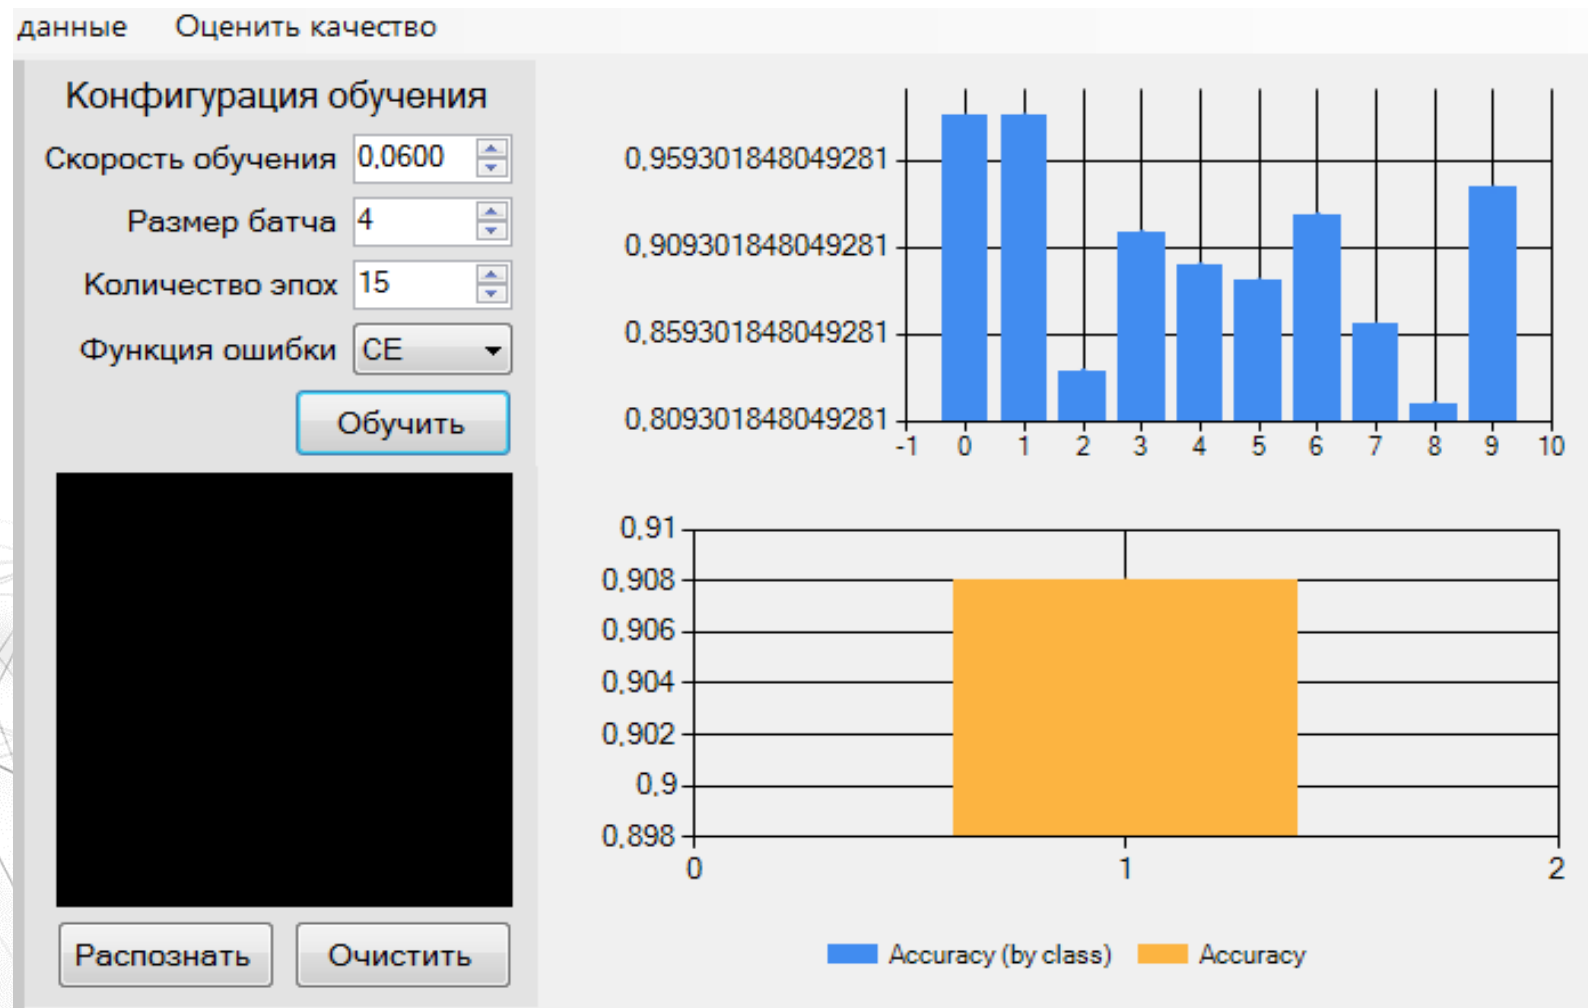 данные Оценить качество
Конфигурация обучения
Скорость обучения 0,0600
Размер батча 4
Количество эпох 15
Функция ошибки CE
Обучить
Распознать Очистить
0,959301848049281
0,909301848049281
0,859301848049281
0,809301848049281
-1 0 1 2 3 4 5 6 7 8 9 10
0,91
0,908
0,906
0,904
0,902
0,9
0,898
0 1 2
Accuracy (by class) Accuracy